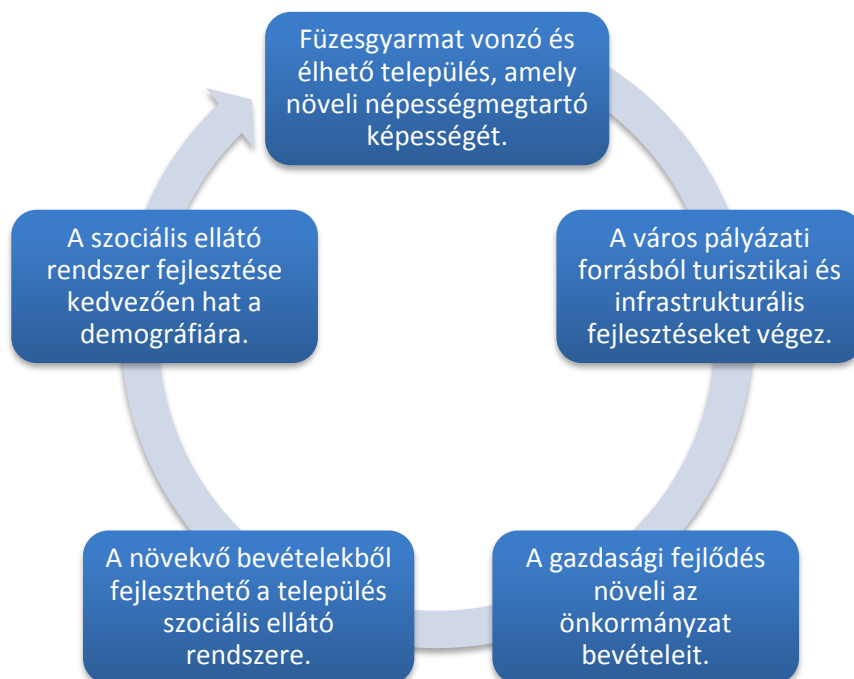 Füzesgyarmat vonzó és
élhető település, amely
növeli népességmegtartó
képességét.
A város pályázati
forrásból turisztikai és
infrastrukturális
fejlesztéseket végez.
A gazdasági fejlődés
növeli az
önkormányzat
bevételeit.
A növekvő bevételekből
fejleszthető a település
szociális ellátó
rendszere.
A szociális ellátó
rendszer fejlesztése
kedvezően hat a
demográfiára.